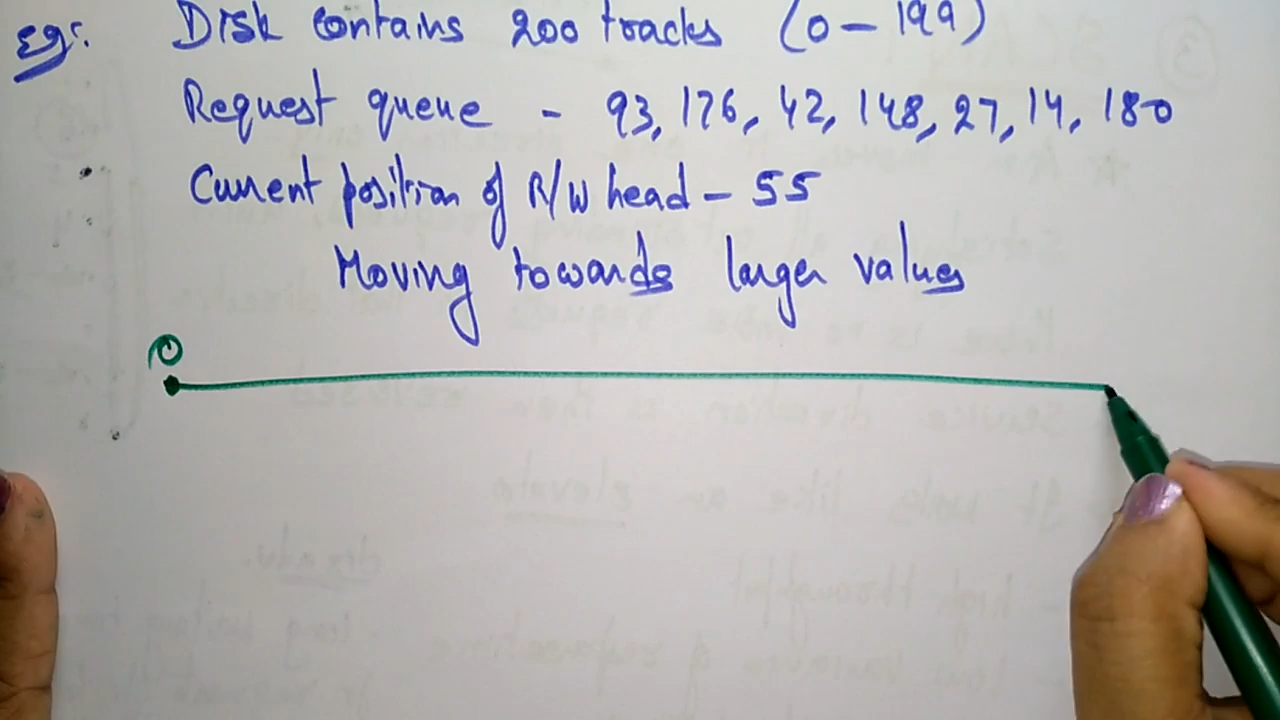 Eg:. Disk contains 200 tracks (0 - 199)
Request queue - 93, 176, 42, 148, 27, 14, 180
Current position of R/W head - 55
Moving towards larger values
0